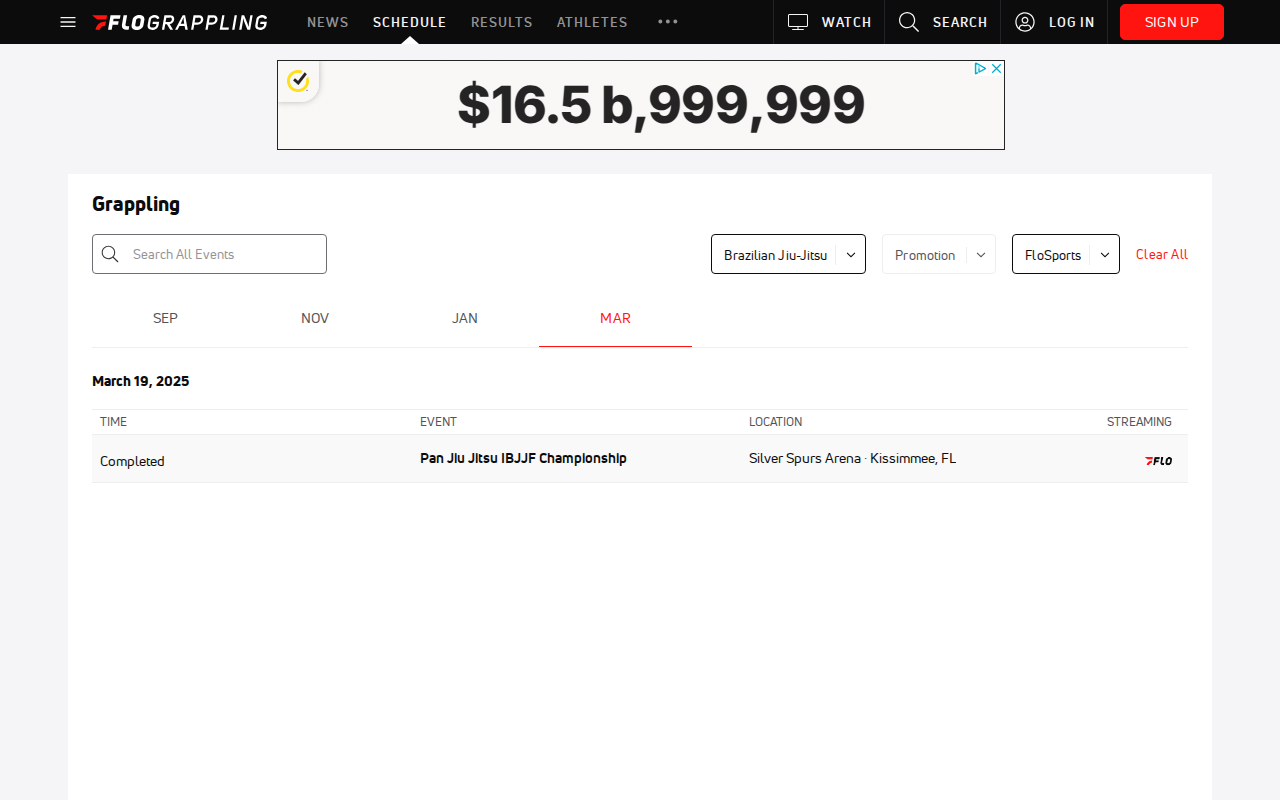 FLOGRAPPLING NEWS SCHEDULE RESULTS ATHLETES ••• WATCH SEARCH LOG IN SIGN UP
$16.5 b,999,999
Grappling
Search All Events Brazilian Jiu-Jitsu Promotion FloSports Clear All
SEP NOV JAN MAR
March 19, 2025
TIME EVENT LOCATION STREAMING
Completed Pan Jiu Jitsu IBJJF Championship Silver Spurs Arena · Kissimmee, FL FLO